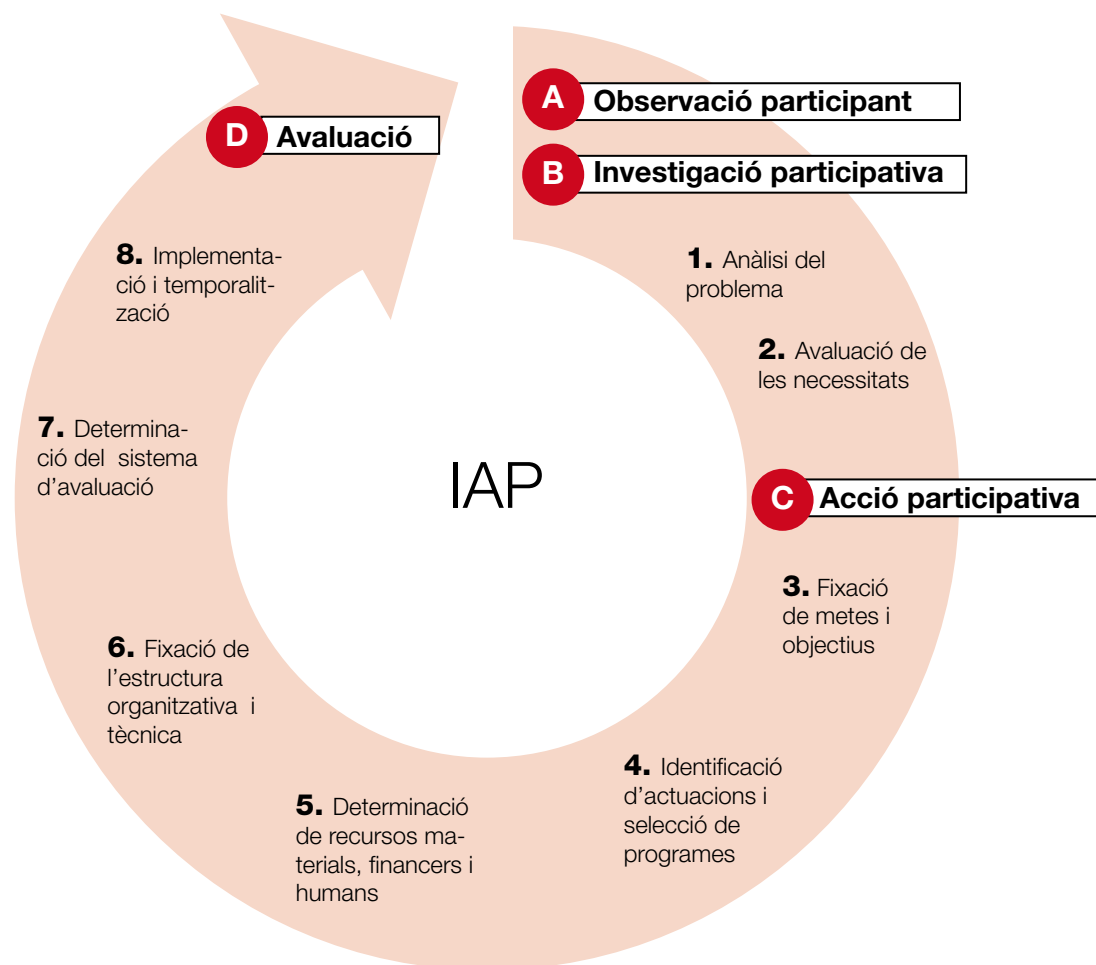 A Observació participant
B Investigació participativa
1. Anàlisi del
problema
2. Avaluació de
les necessitats
C Acció participativa
3. Fixació
de metes i
objectius
4. Identificació
d'actuacions i
selecció de
programes
5. Determinació
de recursos ma-
terials, financers i
humans
6. Fixació de
l'estructura
organitzativa i
tècnica
7. Determina-
ció del sistema
d'avaluació
8. Implementa-
ció i temporalit-
zació
D Avaluació
IAP